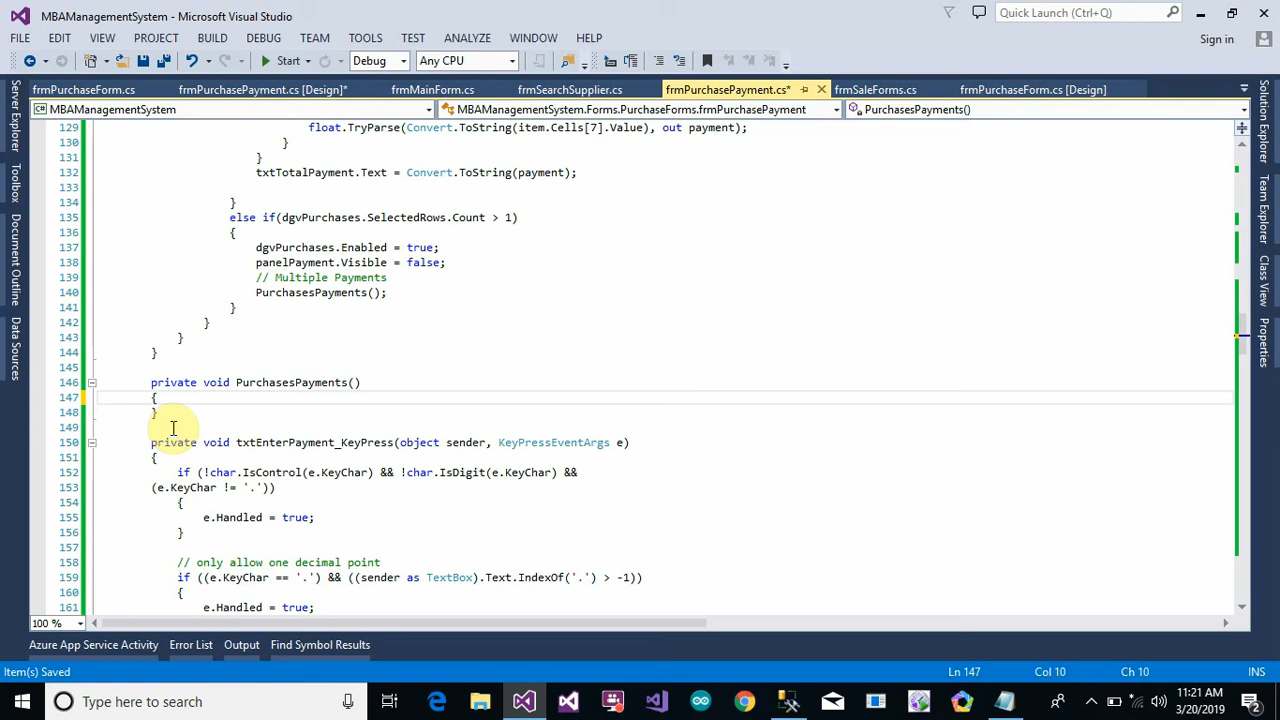 MBAManagementSystem - Microsoft Visual Studio
Quick Launch (Ctrl+Q)
FILE EDIT VIEW PROJECT BUILD DEBUG TEAM TOOLS TEST ANALYZE WINDOW HELP
Sign in
Start Debug Any CPU
frmPurchaseForm.cs frmPurchasePayment.cs [Design]* frmMainForm.cs frmSearchSupplier.cs frmPurchasePayment.cs* frmSaleForms.cs frmPurchaseForm.cs [Design]
MBAManagementSystem MBAManagementSystem.Forms.PurchaseForms.frmPurchasePayment PurchasesPayments()
Server Explorer
Toolbox
Document Outline
Data Sources
129 float.TryParse(Convert.ToString(item.Cells[7].Value), out payment);
130 }
131 }
132 txtTotalPayment.Text = Convert.ToString(payment);
133
134 }
135 else if(dgvPurchases.SelectedRows.Count > 1)
136 {
137 dgvPurchases.Enabled = true;
138 panelPayment.Visible = false;
139 // Multiple Payments
140 PurchasesPayments();
141 }
142 }
143 }
144 }
145
146 private void PurchasesPayments()
147 {
148 }
149
150 private void txtEnterPayment_KeyPress(object sender, KeyPressEventArgs e)
151 {
152 if (!char.IsControl(e.KeyChar) && !char.IsDigit(e.KeyChar) &&
153 (e.KeyChar != '.'))
154 {
155 e.Handled = true;
156 }
157
158 // only allow one decimal point
159 if ((e.KeyChar == '.') && ((sender as TextBox).Text.IndexOf('.') > -1))
160 {
161 e.Handled = true;
Solution Explorer
Team Explorer
Class View
Properties
100 %
Azure App Service Activity Error List Output Find Symbol Results
Item(s) Saved Ln 147 Col 10 Ch 10 INS
Type here to search
11:21 AM
3/20/2019
2